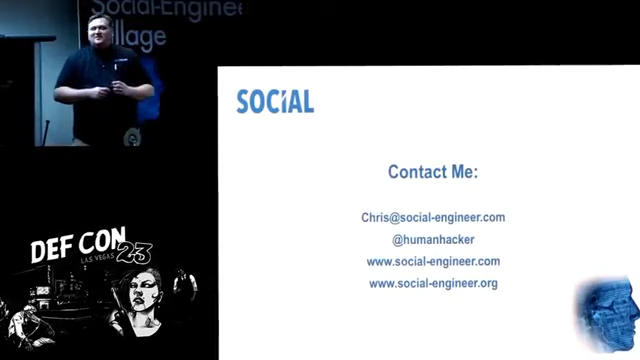 Social-Engineer
Village
SOCIAL
Contact Me:
Chris@social-engineer.com
@humanhacker
www.social-engineer.com
www.social-engineer.org
DEF CON
LAS VEGAS 23